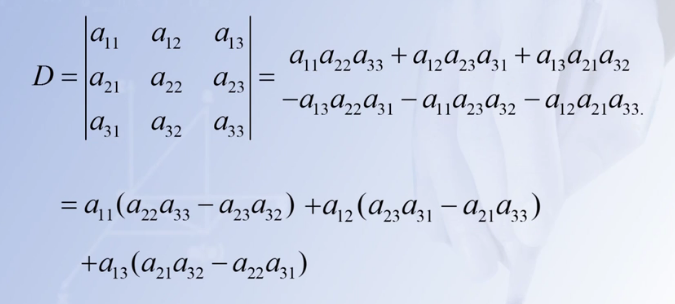 D = | a₁₁ a₁₂ a₁₃ | = a₁₁a₂₂a₃₃ + a₁₂a₂₃a₃₁ + a₁₃a₂₁a₃₂
| a₂₁ a₂₂ a₂₃ |
| a₃₁ a₃₂ a₃₃ | −a₁₃a₂₂a₃₁ − a₁₁a₂₃a₃₂ − a₁₂a₂₁a₃₃.
= a₁₁(a₂₂a₃₃ − a₂₃a₃₂) +a₁₂(a₂₃a₃₁ − a₂₁a₃₃)
+a₁₃(a₂₁a₃₂ − a₂₂a₃₁)